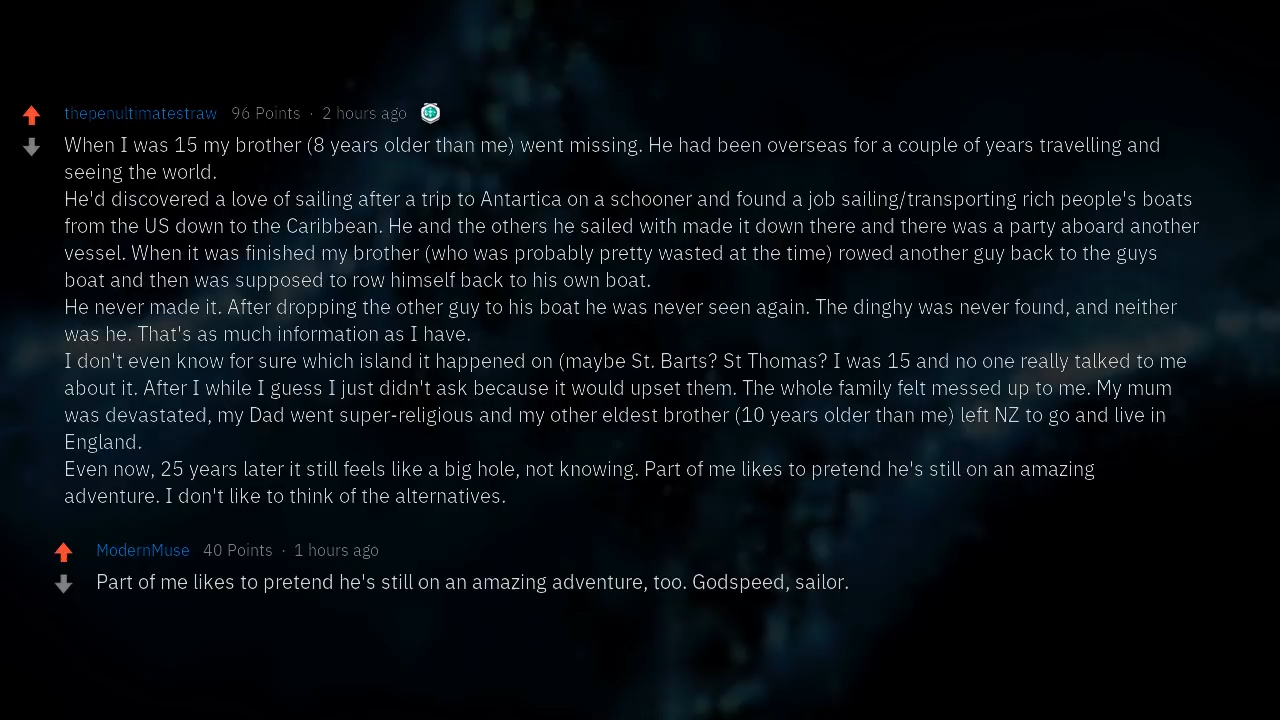 thepenultimatestraw 96 Points · 2 hours ago
When I was 15 my brother (8 years older than me) went missing. He had been overseas for a couple of years travelling and
seeing the world.
He'd discovered a love of sailing after a trip to Antartica on a schooner and found a job sailing/transporting rich people's boats
from the US down to the Caribbean. He and the others he sailed with made it down there and there was a party aboard another
vessel. When it was finished my brother (who was probably pretty wasted at the time) rowed another guy back to the guys
boat and then was supposed to row himself back to his own boat.
He never made it. After dropping the other guy to his boat he was never seen again. The dinghy was never found, and neither
was he. That's as much information as I have.
I don't even know for sure which island it happened on (maybe St. Barts? St Thomas? I was 15 and no one really talked to me
about it. After I while I guess I just didn't ask because it would upset them. The whole family felt messed up to me. My mum
was devastated, my Dad went super-religious and my other eldest brother (10 years older than me) left NZ to go and live in
England.
Even now, 25 years later it still feels like a big hole, not knowing. Part of me likes to pretend he's still on an amazing
adventure. I don't like to think of the alternatives.
ModernMuse 40 Points · 1 hours ago
Part of me likes to pretend he's still on an amazing adventure, too. Godspeed, sailor.